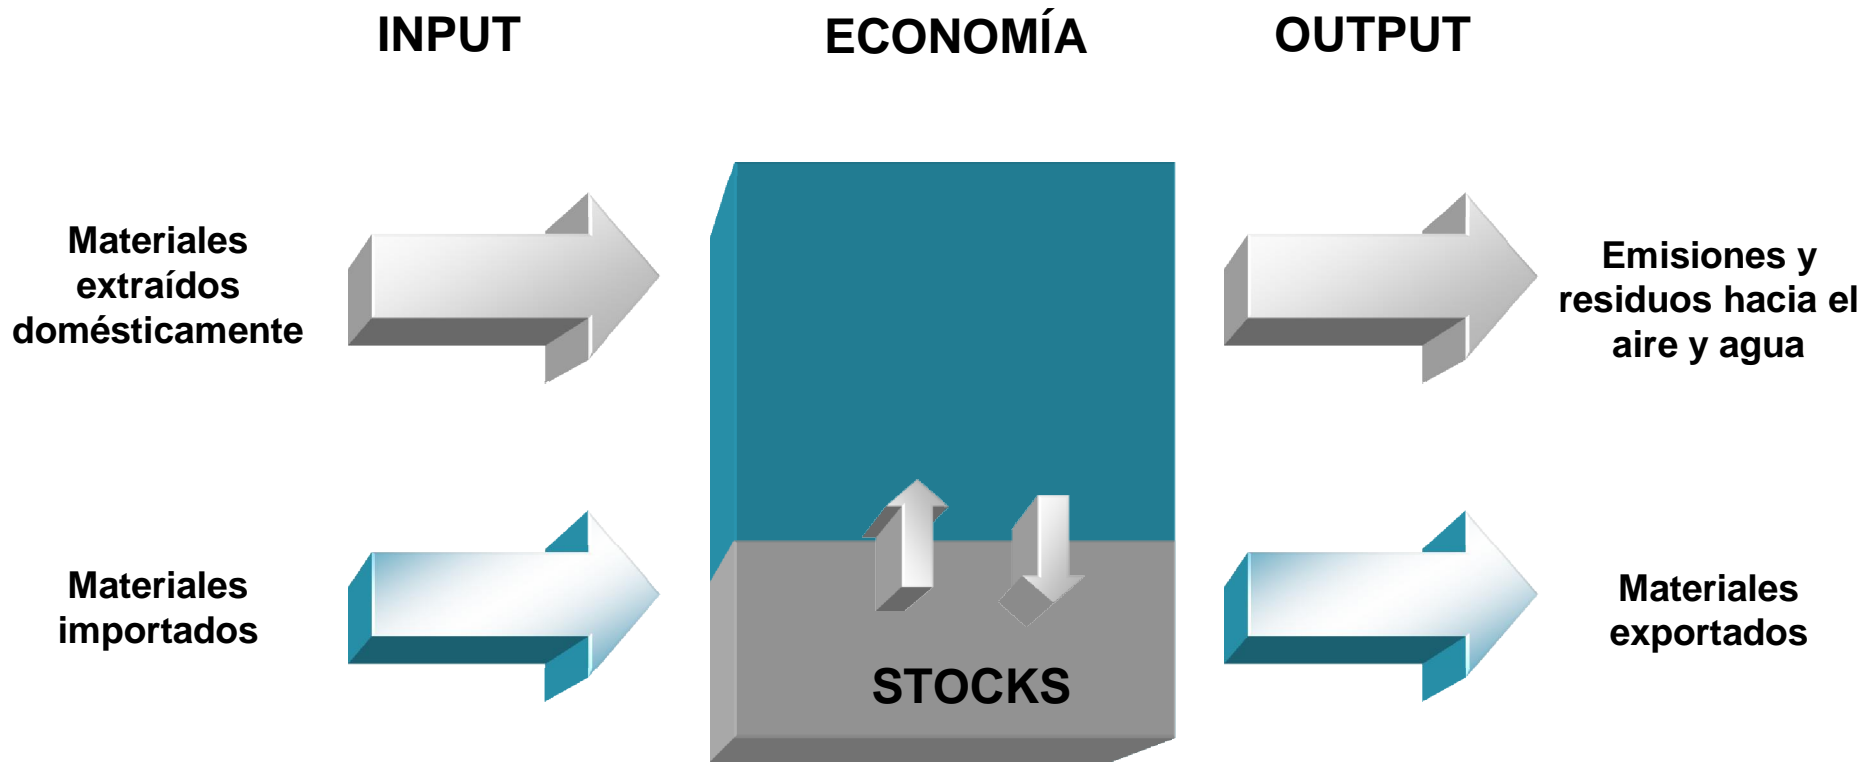 INPUT
ECONOMÍA
OUTPUT
Materiales
extraídos
domésticamente
Emisiones y
residuos hacia el
aire y agua
Materiales
importados
STOCKS
Materiales
exportados